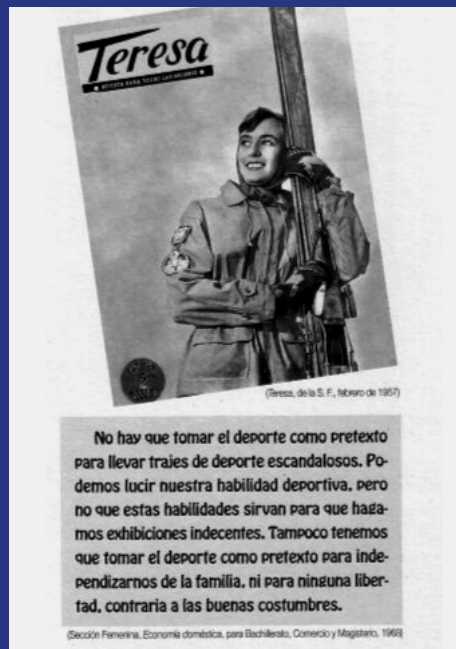 Teresa
REVISTA PARA TODAS LAS MUJERES
(Teresa, de la S. F., febrero de 1957)
No hay que tomar el deporte como pretexto
para llevar trajes de deporte escandalosos. Po-
demos lucir nuestra habilidad deportiva, pero
no que estas habilidades sirvan para que haga-
mos exhibiciones indecentes. Tampoco tenemos
que tomar el deporte como pretexto para inde-
pendizarnos de la familia, ni para ninguna liber-
tad, contraria a las buenas costumbres.
(Sección Femenina, Economía doméstica, para Bachillerato, Comercio y Magisterio, 1968)